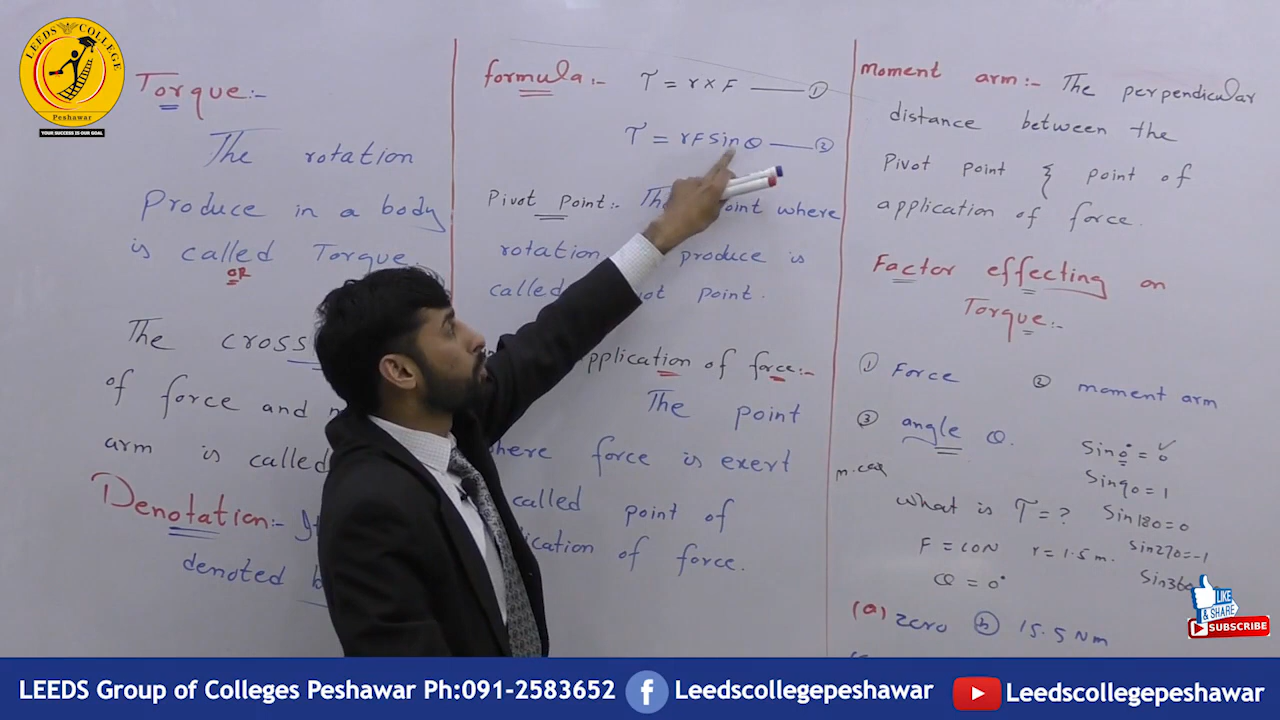 LEEDS COLLEGE
Peshawar
YOUR SUCCESS IS OUR GOAL
Torque:-
The rotation
Produce in a body
is called Torque.
OR
The cross
of force and
arm is called
Denotation:- It
denoted
formula:- τ = r × F —— ①
τ = rF Sinθ —— ②
Pivot Point:- The point where
rotation produce is
called point.
application of force:-
The point
where force is exert
called point of
application of force.
moment arm:- The perpendicular
distance between the
Pivot point & point of
application of force.
Factor effecting on
Torque:-
① Force ② moment arm
③ angle θ.
Sin0° = 0 ✓
Sin90 = 1
Sin180 = 0
Sin270 = -1
Sin360
what is τ = ?
F = 10N r = 1.5 m.
θ = 0°
(a) Zero (b) 15.5 Nm
LIKE
& SHARE
SUBSCRIBE
LEEDS Group of Colleges Peshawar Ph:091-2583652 f Leedscollegepeshawar Leedscollegepeshawar